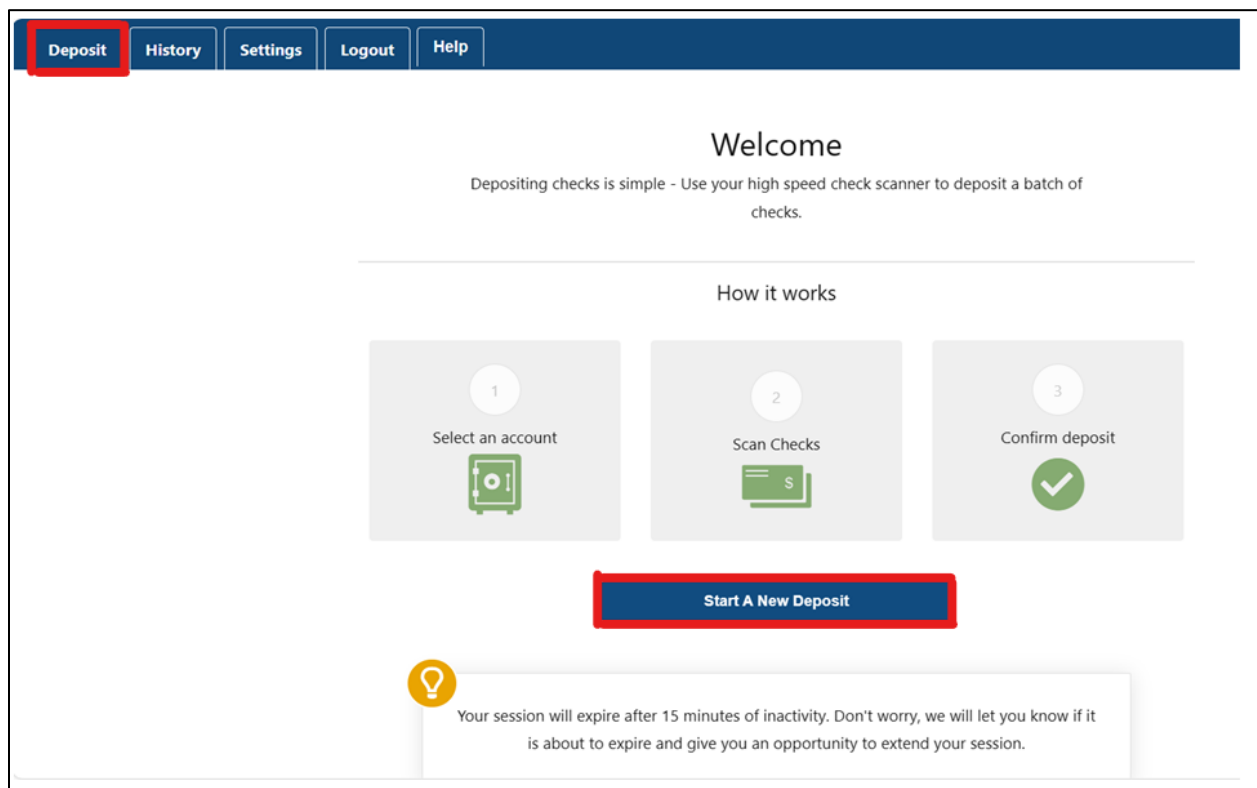 Deposit History Settings Logout Help
Welcome
Depositing checks is simple - Use your high speed check scanner to deposit a batch of
checks.
How it works
1
Select an account
2
Scan Checks
$
3
Confirm deposit
Start A New Deposit
Your session will expire after 15 minutes of inactivity. Don't worry, we will let you know if it
is about to expire and give you an opportunity to extend your session.